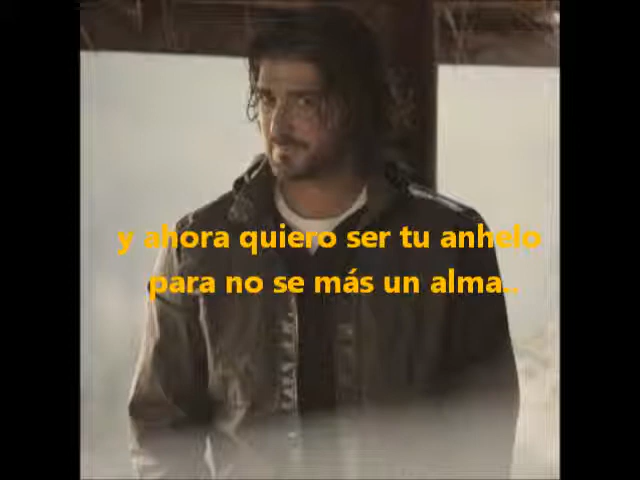 y ahora quiero ser tu anhelo
para no se más un alma..